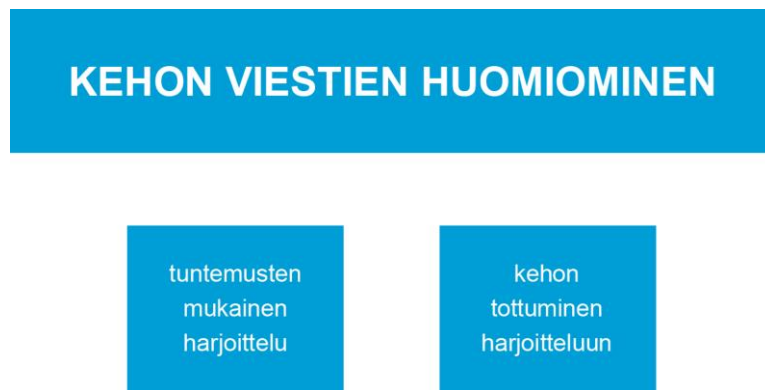 KEHON VIESTIEN HUOMIOMINEN
tuntemusten
mukainen
harjoittelu
kehon
tottuminen
harjoitteluun